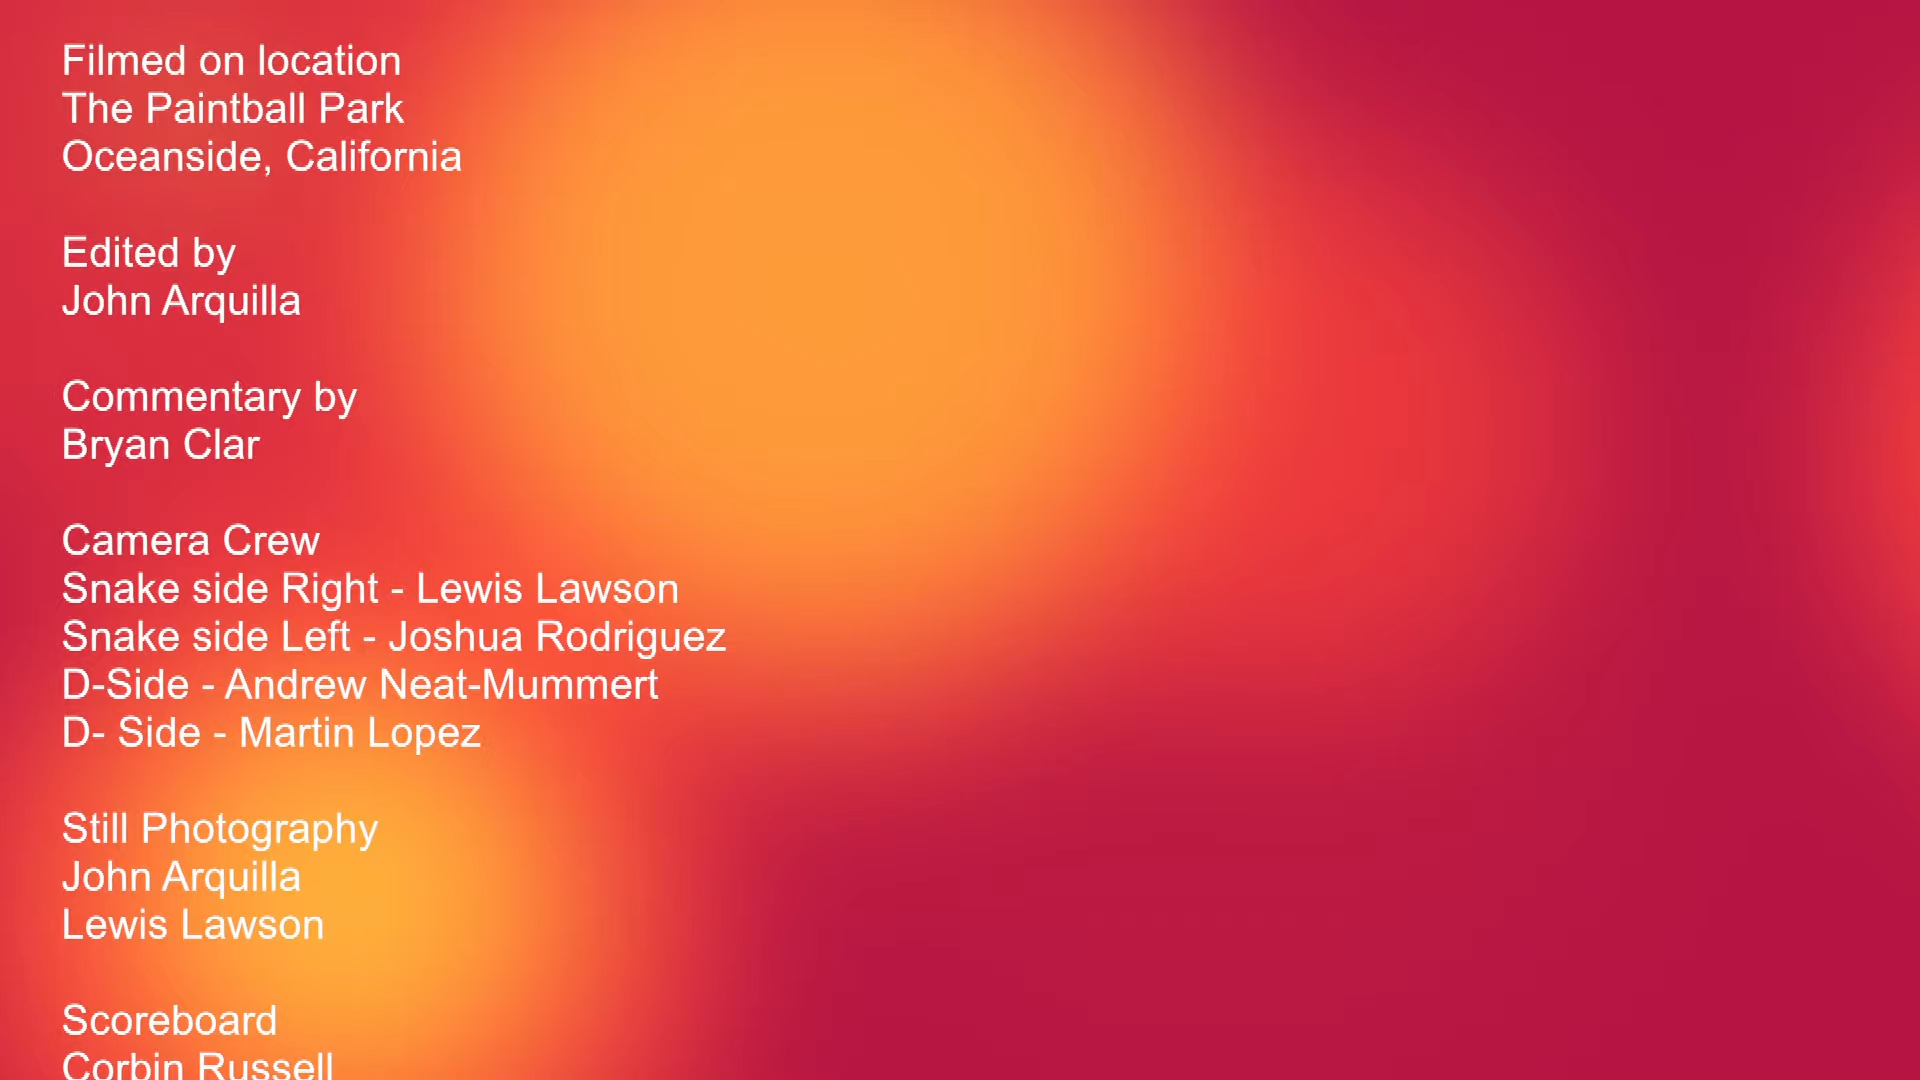 Filmed on location
The Paintball Park
Oceanside, California
Edited by
John Arquilla
Commentary by
Bryan Clar
Camera Crew
Snake side Right - Lewis Lawson
Snake side Left - Joshua Rodriguez
D-Side - Andrew Neat-Mummert
D- Side - Martin Lopez
Still Photography
John Arquilla
Lewis Lawson
Scoreboard
Corbin Russell